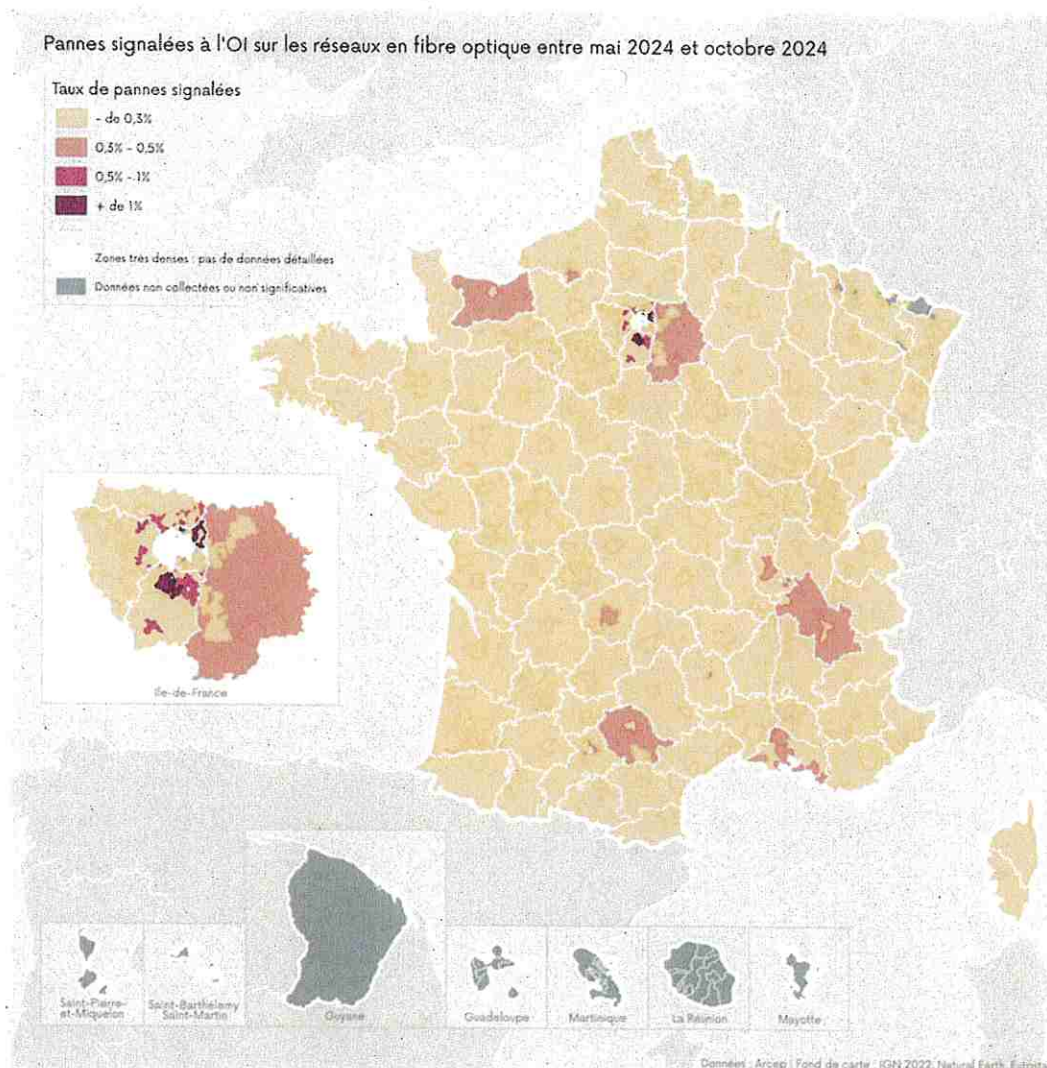 Pannes signalées à l'OI sur les réseaux en fibre optique entre mai 2024 et octobre 2024
Taux de pannes signalées
- de 0,3%
0,3% - 0,5%
0,5% - 1%
+ de 1%
Zones très denses : pas de données détaillées
Données non collectées ou non significatives
Ile-de-France
Saint-Pierre-
et-Miquelon
Saint-Barthélemy
Saint-Martin
Guyane
Guadeloupe
Martinique
La Réunion
Mayotte
Données : Arcep | Fond de carte : IGN 2022, Natural Earth,